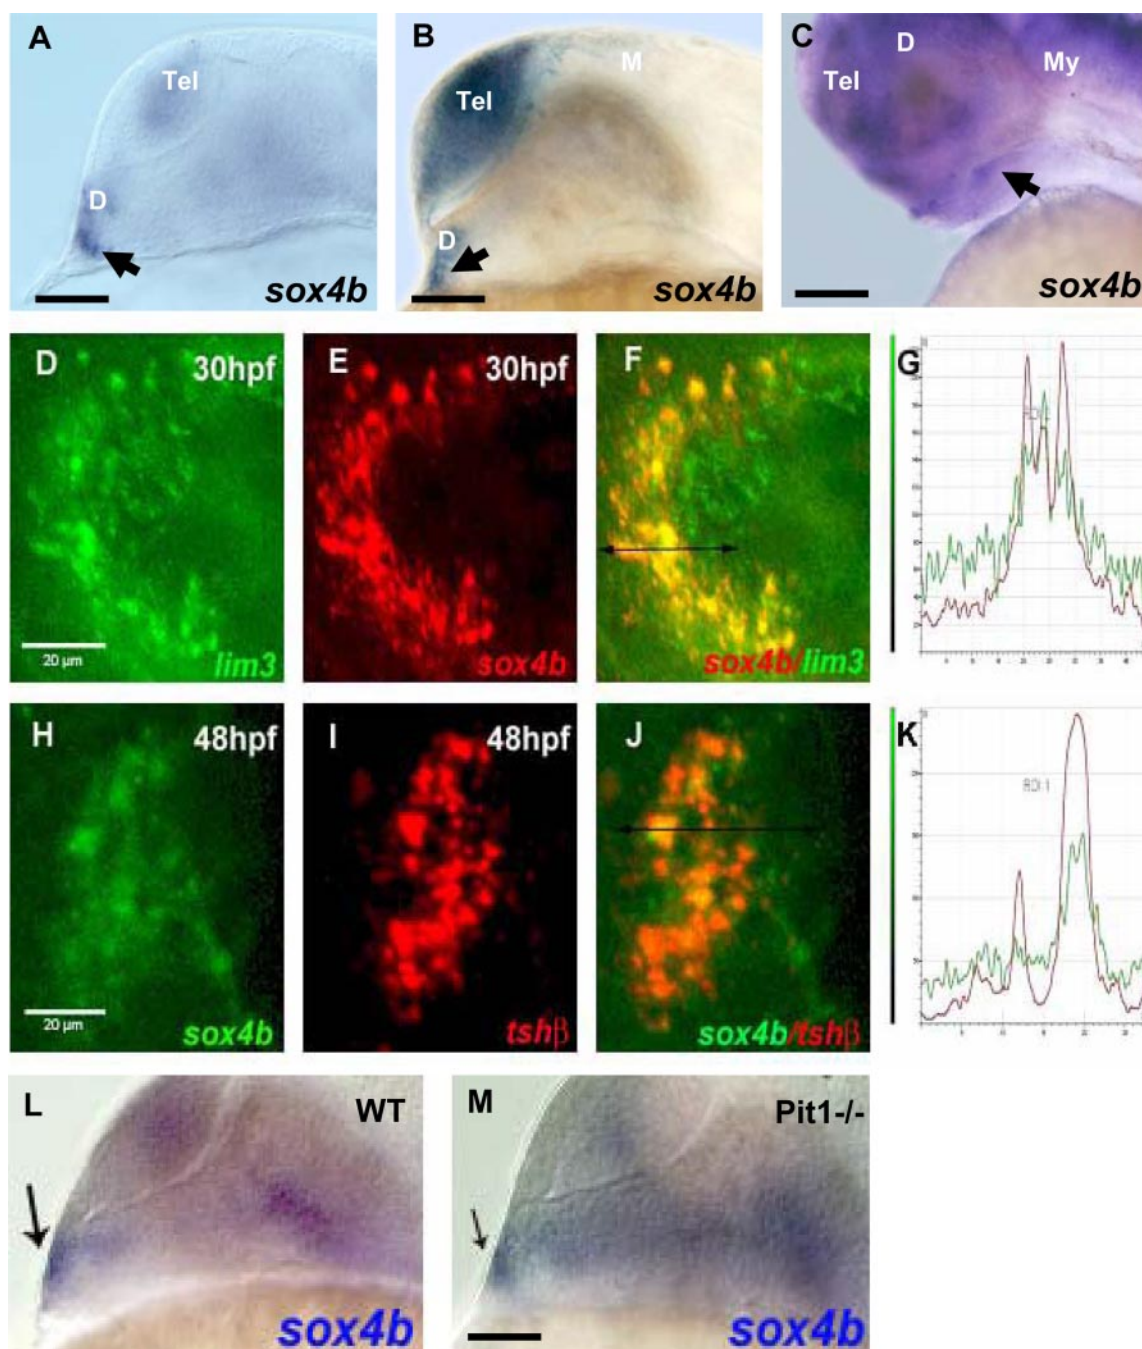 A
Tel
D
sox4b
B
M
Tel
D
sox4b
C
D
Tel
My
sox4b
D
30hpf
20 µm
lim3
E
30hpf
sox4b
F
sox4b/lim3
G
H
48hpf
20 µm
sox4b
I
48hpf
tshβ
J
sox4b/tshβ
K
L
WT
sox4b
M
Pit1-/-
sox4b